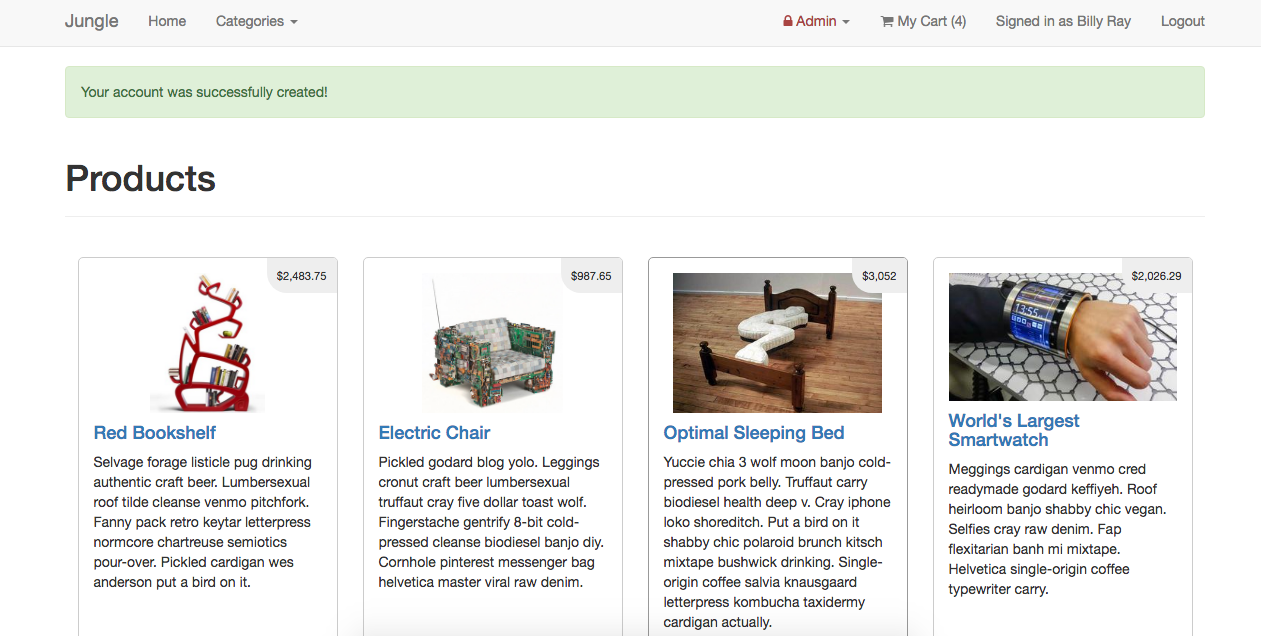 Jungle Home Categories Admin My Cart (4) Signed in as Billy Ray Logout
Your account was successfully created!
Products
$2,483.75
Red Bookshelf
Selvage forage listicle pug drinking
authentic craft beer. Lumbersexual
roof tilde cleanse venmo pitchfork.
Fanny pack retro keytar letterpress
normcore chartreuse semiotics
pour-over. Pickled cardigan wes
anderson put a bird on it.
$987.65
Electric Chair
Pickled godard blog yolo. Leggings
cronut craft beer lumbersexual
truffaut cray five dollar toast wolf.
Fingerstache gentrify 8-bit cold-
pressed cleanse biodiesel banjo diy.
Cornhole pinterest messenger bag
helvetica master viral raw denim.
$3,052
Optimal Sleeping Bed
Yuccie chia 3 wolf moon banjo cold-
pressed pork belly. Truffaut carry
biodiesel health deep v. Cray iphone
loko shoreditch. Put a bird on it
shabby chic polaroid brunch kitsch
mixtape bushwick drinking. Single-
origin coffee salvia knausgaard
letterpress kombucha taxidermy
cardigan actually.
$2,026.29
13:55
World's Largest
Smartwatch
Meggings cardigan venmo cred
readymade godard keffiyeh. Roof
heirloom banjo shabby chic vegan.
Selfies cray raw denim. Fap
flexitarian banh mi mixtape.
Helvetica single-origin coffee
typewriter carry.